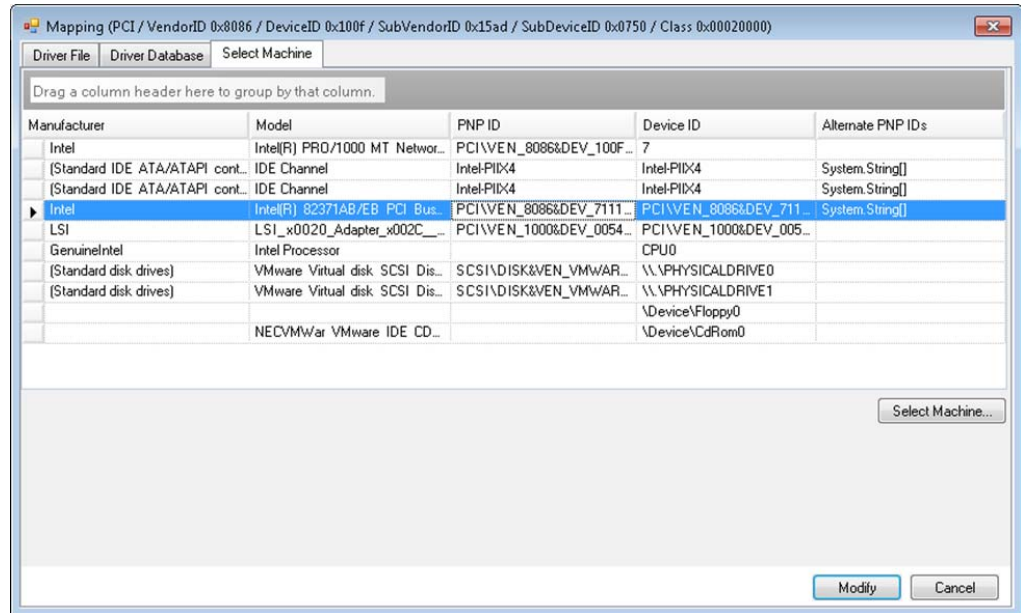 Mapping (PCI / VendorID 0x8086 / DeviceID 0x100f / SubVendorID 0x15ad / SubDeviceID 0x0750 / Class 0x00020000)
Driver File Driver Database Select Machine
Drag a column header here to group by that column.
Manufacturer Model PNP ID Device ID Alternate PNP IDs
Intel Intel(R) PRO/1000 MT Networ... PCI\VEN_8086&DEV_100F... 7
(Standard IDE ATA/ATAPI cont... IDE Channel Intel-PIIX4 Intel-PIIX4 System.String[]
(Standard IDE ATA/ATAPI cont... IDE Channel Intel-PIIX4 Intel-PIIX4 System.String[]
Intel Intel(R) 82371AB/EB PCI Bus... PCI\VEN_8086&DEV_7111... PCI\VEN_8086&DEV_711... System.String[]
LSI LSI_x0020_Adapter_x002C__... PCI\VEN_1000&DEV_0054... PCI\VEN_1000&DEV_005...
GenuineIntel Intel Processor CPU0
(Standard disk drives) VMware Virtual disk SCSI Dis... SCSI\DISK&VEN_VMWAR... \\.\PHYSICALDRIVE0
(Standard disk drives) VMware Virtual disk SCSI Dis... SCSI\DISK&VEN_VMWAR... \\.\PHYSICALDRIVE1
\Device\Floppy0
NECVMWar VMware IDE CD... \Device\CdRom0
Select Machine...
Modify Cancel